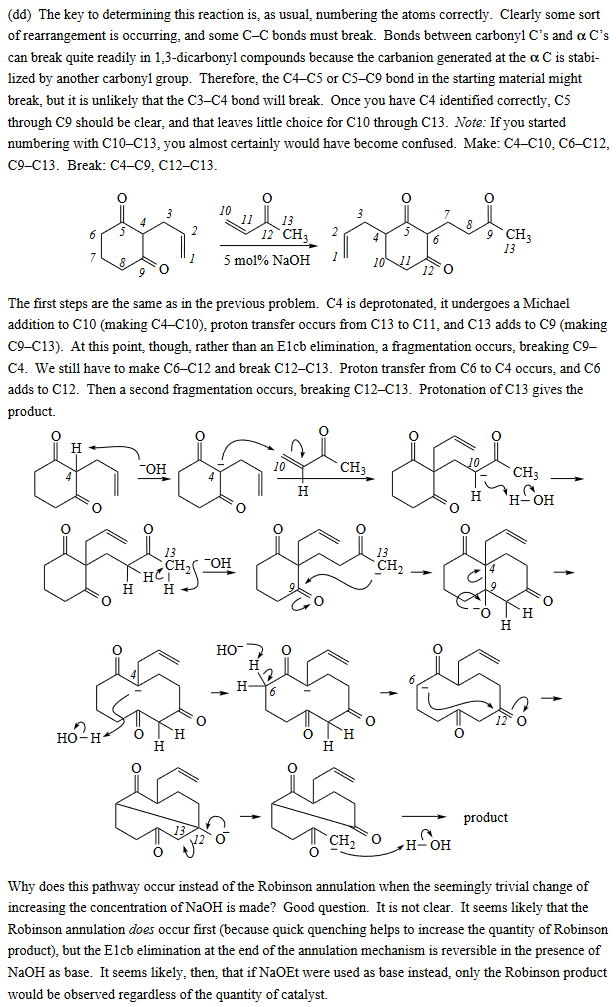 (dd) The key to determining this reaction is, as usual, numbering the atoms correctly. Clearly some sort
of rearrangement is occurring, and some C–C bonds must break. Bonds between carbonyl C's and α C's
can break quite readily in 1,3-dicarbonyl compounds because the carbanion generated at the α C is stabi-
lized by another carbonyl group. Therefore, the C4–C5 or C5–C9 bond in the starting material might
break, but it is unlikely that the C3–C4 bond will break. Once you have C4 identified correctly, C5
through C9 should be clear, and that leaves little choice for C10 through C13. Note: If you started
numbering with C10–C13, you almost certainly would have become confused. Make: C4–C10, C6–C12,
C9–C13. Break: C4–C9, C12–C13.
O O O O
3 10 11 13 3 7
6 5 4 2 12 CH3 2 4 5 6 8 9 CH3
7 8 9 O 1 5 mol% NaOH 1 10 11 12 O 13
The first steps are the same as in the previous problem. C4 is deprotonated, it undergoes a Michael
addition to C10 (making C4–C10), proton transfer occurs from C13 to C11, and C13 adds to C9 (making
C9–C13). At this point, though, rather than an E1cb elimination, a fragmentation occurs, breaking C9–
C4. We still have to make C6–C12 and break C12–C13. Proton transfer from C6 to C4 occurs, and C6
adds to C12. Then a second fragmentation occurs, breaking C12–C13. Protonation of C13 gives the
product.
O H O O O O
4 –OH 4 – 10 CH3 10 – CH3
O O H O H H–OH
O O O O O
13 CH2 –OH 13 CH2 – 4
O H HC H H 9 O 9 –O H H O
O HO– H O O
4 – H 6 – 6 – 12 O
HO–H O H H O O H H O O
O O
13 12 O– CH2 – O product
O O H–OH
Why does this pathway occur instead of the Robinson annulation when the seemingly trivial change of
increasing the concentration of NaOH is made? Good question. It is not clear. It seems likely that the
Robinson annulation does occur first (because quick quenching helps to increase the quantity of Robinson
product), but the E1cb elimination at the end of the annulation mechanism is reversible in the presence of
NaOH as base. It seems likely, then, that if NaOEt were used as base instead, only the Robinson product
would be observed regardless of the quantity of catalyst.